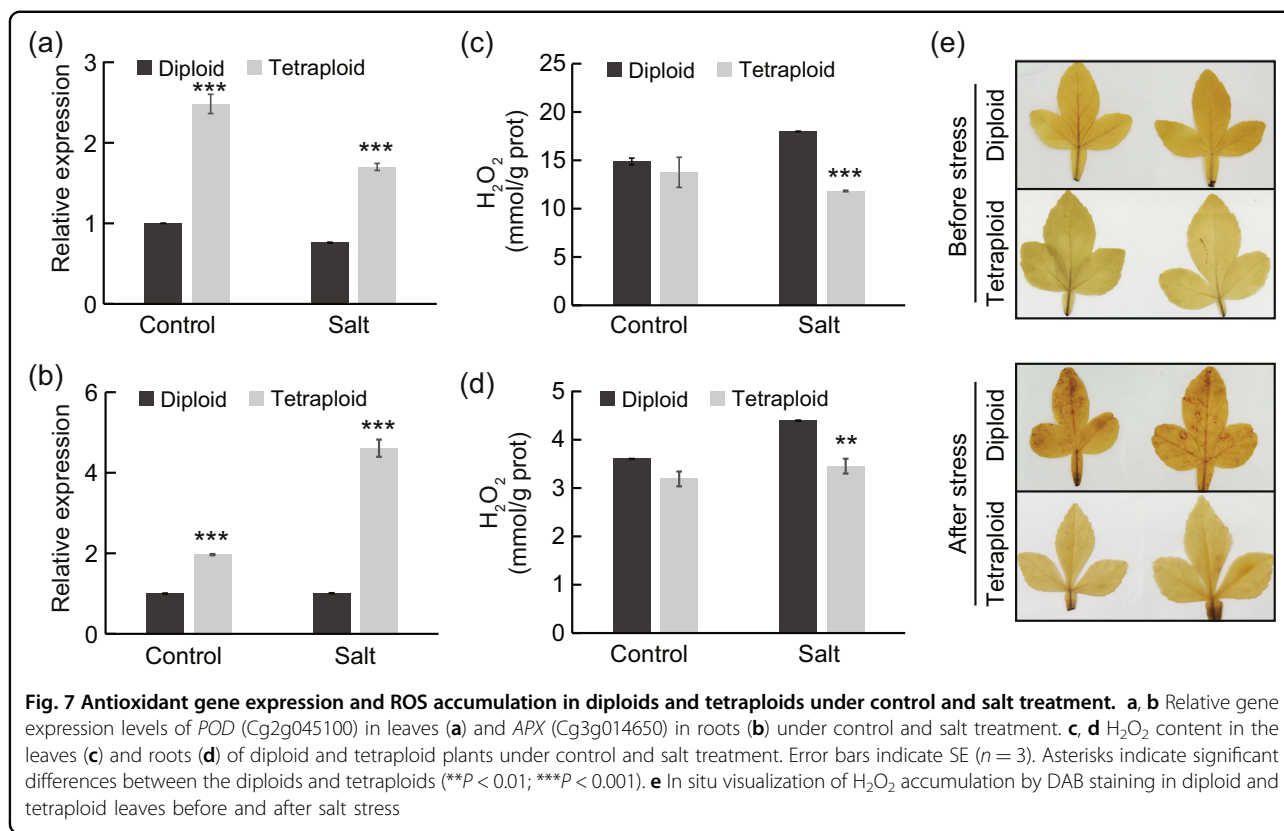 (a)
Relative expression
3
2
1
0
Diploid Tetraploid
***
***
Control Salt
(b)
Relative expression
6
4
2
0
Diploid Tetraploid
***
***
Control Salt
(c)
H₂O₂
(mmol/g prot)
25
20
15
10
5
0
Diploid Tetraploid
***
Control Salt
(d)
H₂O₂
(mmol/g prot)
5
4
3
2
1
0
Diploid Tetraploid
**
Control Salt
(e)
Before stress
Diploid
Tetraploid
After stress
Diploid
Tetraploid
Fig. 7 Antioxidant gene expression and ROS accumulation in diploids and tetraploids under control and salt treatment. a, b Relative gene
expression levels of POD (Cg2g045100) in leaves (a) and APX (Cg3g014650) in roots (b) under control and salt treatment. c, d H₂O₂ content in the
leaves (c) and roots (d) of diploid and tetraploid plants under control and salt treatment. Error bars indicate SE (n = 3). Asterisks indicate significant
differences between the diploids and tetraploids (**P < 0.01; ***P < 0.001). e In situ visualization of H₂O₂ accumulation by DAB staining in diploid and
tetraploid leaves before and after salt stress